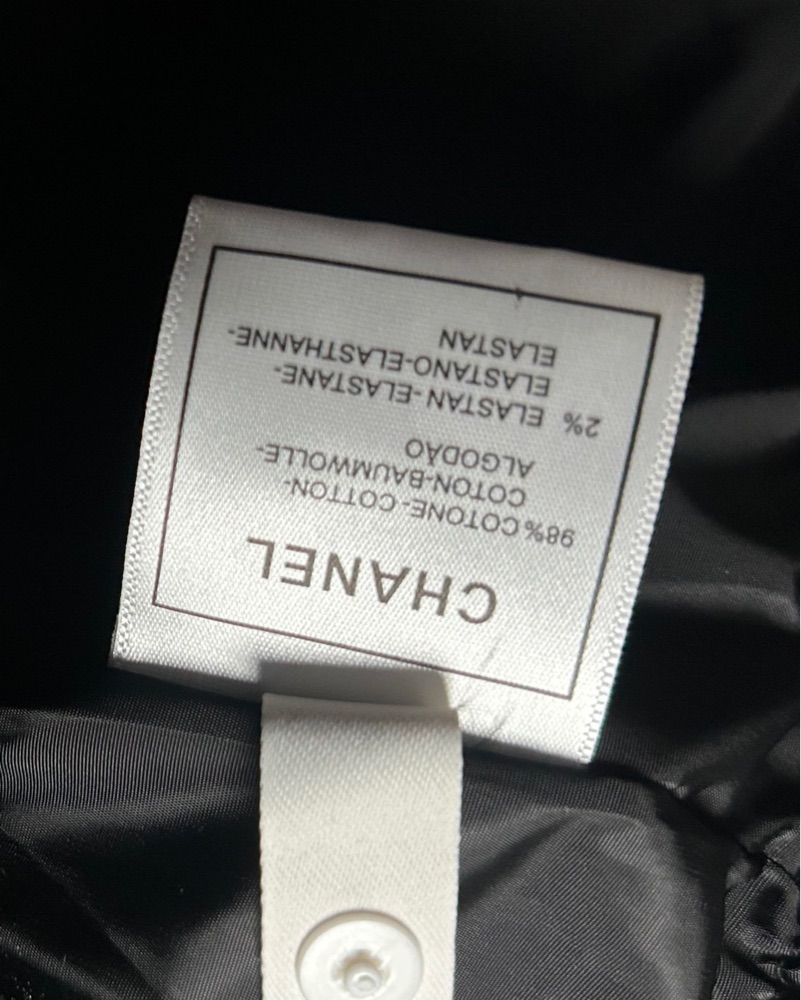 CHANEL
98% COTONE-COTTON-
COTON-BAUMWOLLE-
ALGODAO
2% ELASTAN-ELASTANE-
ELASTANO-ELASTHANNE-
ELASTAN